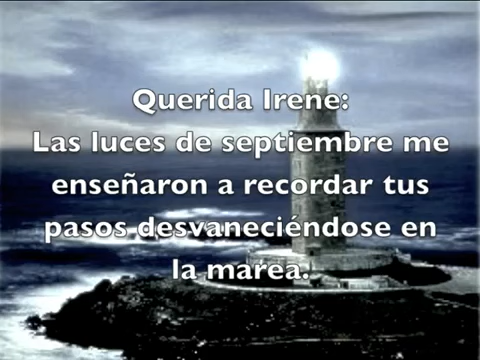 Querida Irene:
Las luces de septiembre me
enseñaron a recordar tus
pasos desvaneciéndose en
la marea.